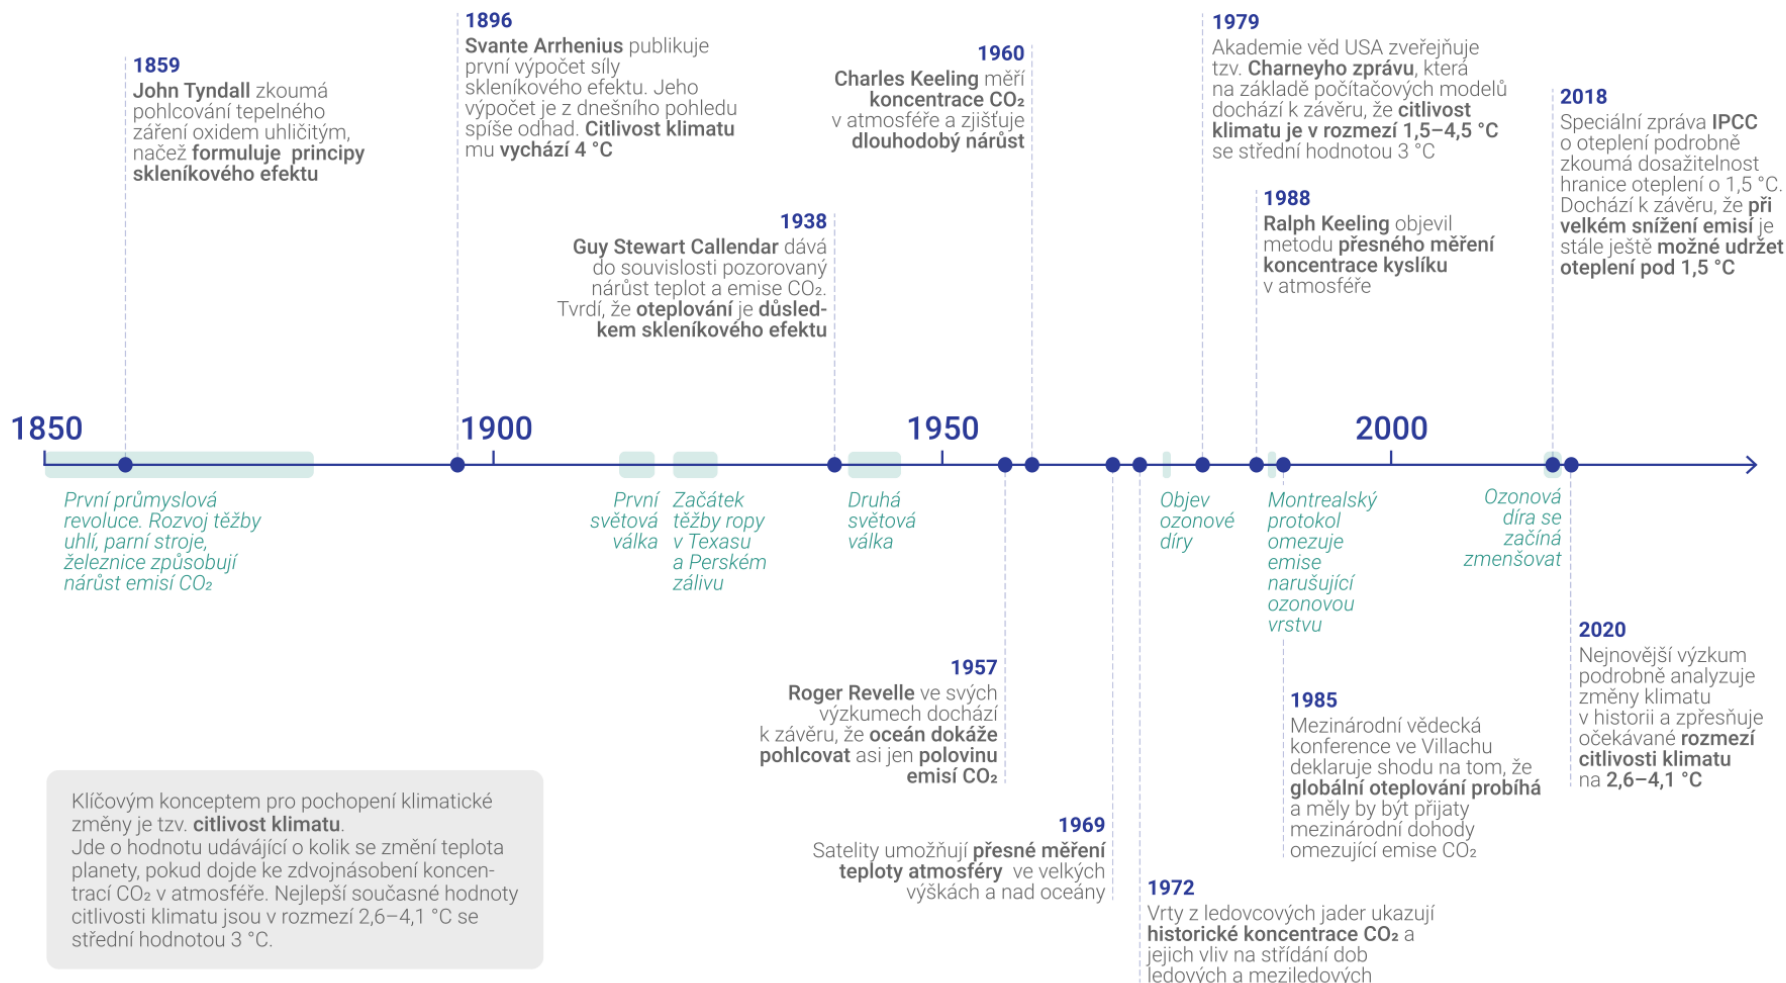 1859
John Tyndall zkoumá
pohlcování tepelného
záření oxidem uhličitým,
načež formuluje principy
skleníkového efektu
1896
Svante Arrhenius publikuje
první výpočet síly
skleníkového efektu. Jeho
výpočet je z dnešního pohledu
spíše odhad. Citlivost klimatu
mu vychází 4 °C
1938
Guy Stewart Callendar dává
do souvislosti pozorovaný
nárůst teplot a emise CO₂.
Tvrdí, že oteplování je důsled-
kem skleníkového efektu
1960
Charles Keeling měří
koncentrace CO₂
v atmosféře a zjišťuje
dlouhodobý nárůst
1979
Akademie věd USA zveřejňuje
tzv. Charneyho zprávu, která
na základě počítačových modelů
dochází k závěru, že citlivost
klimatu je v rozmezí 1,5–4,5 °C
se střední hodnotou 3 °C
1988
Ralph Keeling objevil
metodu přesného měření
koncentrace kyslíku
v atmosféře
2018
Speciální zpráva IPCC
o oteplení podrobně
zkoumá dosažitelnost
hranice oteplení o 1,5 °C.
Dochází k závěru, že při
velkém snížení emisí je
stále ještě možné udržet
oteplení pod 1,5 °C
1850
1900
1950
2000
První průmyslová
revoluce. Rozvoj těžby
uhlí, parní stroje,
železnice způsobují
nárůst emisí CO₂
První
světová
válka
Začátek
těžby ropy
v Texasu
a Perském
zálivu
Druhá
světová
válka
Objev
ozonové
díry
Montrealský
protokol
omezuje
emise
narušující
ozonovou
vrstvu
Ozonová
díra se
začíná
zmenšovat
1957
Roger Revelle ve svých
výzkumech dochází
k závěru, že oceán dokáže
pohlcovat asi jen polovinu
emisí CO₂
1969
Satelity umožňují přesné měření
teploty atmosféry ve velkých
výškách a nad oceány
1972
Vrty z ledovcových jader ukazují
historické koncentrace CO₂ a
jejich vliv na střídání dob
ledových a meziledových
1985
Mezinárodní vědecká
konference ve Villachu
deklaruje shodu na tom, že
globální oteplování probíhá
a měly by být přijaty
mezinárodní dohody
omezující emise CO₂
2020
Nejnovější výzkum
podrobně analyzuje
změny klimatu
v historii a zpřesňuje
očekávané rozmezí
citlivosti klimatu
na 2,6–4,1 °C
Klíčovým konceptem pro pochopení klimatické
změny je tzv. citlivost klimatu.
Jde o hodnotu udávající o kolik se změní teplota
planety, pokud dojde ke zdvojnásobení koncen-
trací CO₂ v atmosféře. Nejlepší současné hodnoty
citlivosti klimatu jsou v rozmezí 2,6–4,1 °C se
střední hodnotou 3 °C.